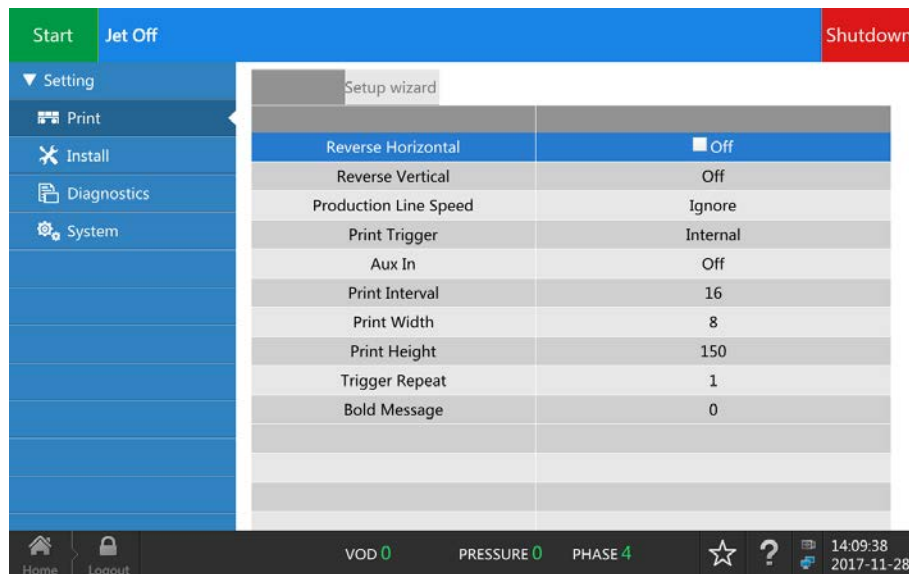 Start Jet Off Shutdown
Setting
Print
Install
Diagnostics
System
Setup wizard
Reverse Horizontal Off
Reverse Vertical Off
Production Line Speed Ignore
Print Trigger Internal
Aux In Off
Print Interval 16
Print Width 8
Print Height 150
Trigger Repeat 1
Bold Message 0
Home Logout VOD 0 PRESSURE 0 PHASE 4 ? 14:09:38
2017-11-28